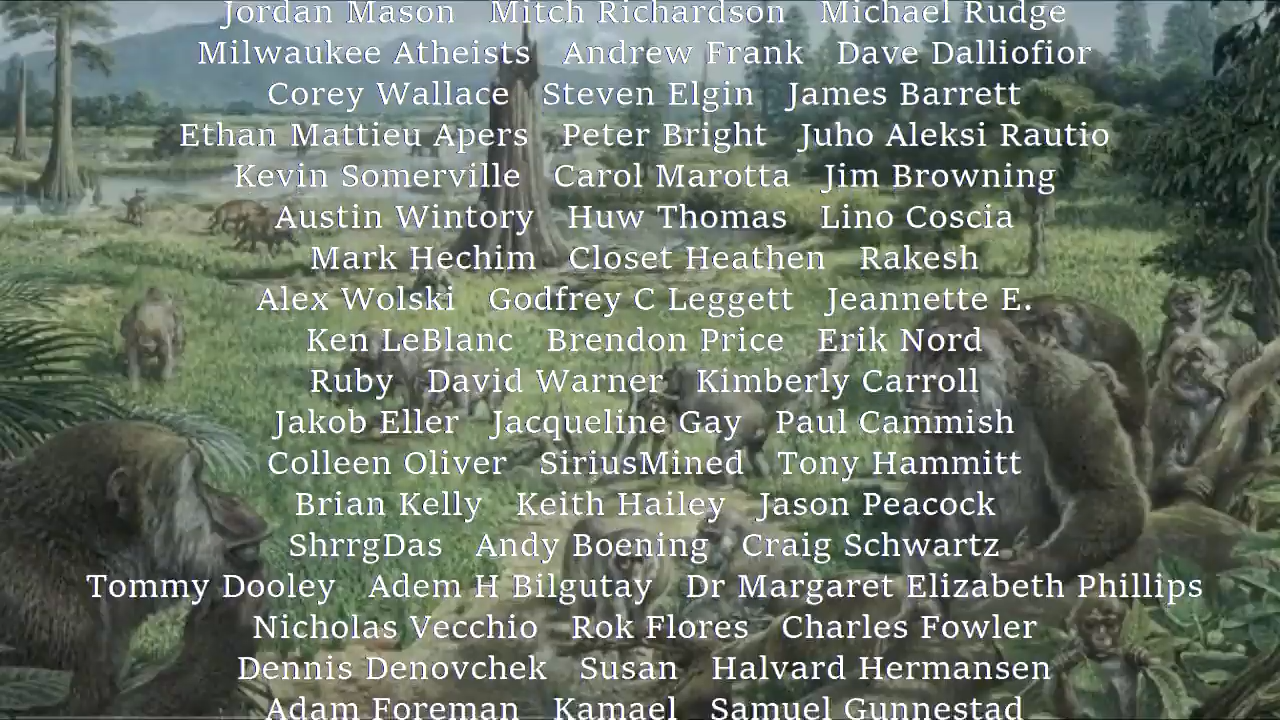 Jordan Mason Mitch Richardson Michael Rudge
Milwaukee Atheists Andrew Frank Dave Dalliofior
Corey Wallace Steven Elgin James Barrett
Ethan Mattieu Apers Peter Bright Juho Aleksi Rautio
Kevin Somerville Carol Marotta Jim Browning
Austin Wintory Huw Thomas Lino Coscia
Mark Hechim Closet Heathen Rakesh
Alex Wolski Godfrey C Leggett Jeannette E.
Ken LeBlanc Brendon Price Erik Nord
Ruby David Warner Kimberly Carroll
Jakob Eller Jacqueline Gay Paul Cammish
Colleen Oliver SiriusMined Tony Hammitt
Brian Kelly Keith Hailey Jason Peacock
ShrrgDas Andy Boening Craig Schwartz
Tommy Dooley Adem H Bilgutay Dr Margaret Elizabeth Phillips
Nicholas Vecchio Rok Flores Charles Fowler
Dennis Denovchek Susan Halvard Hermansen
Adam Foreman Kamael Samuel Gunnestad